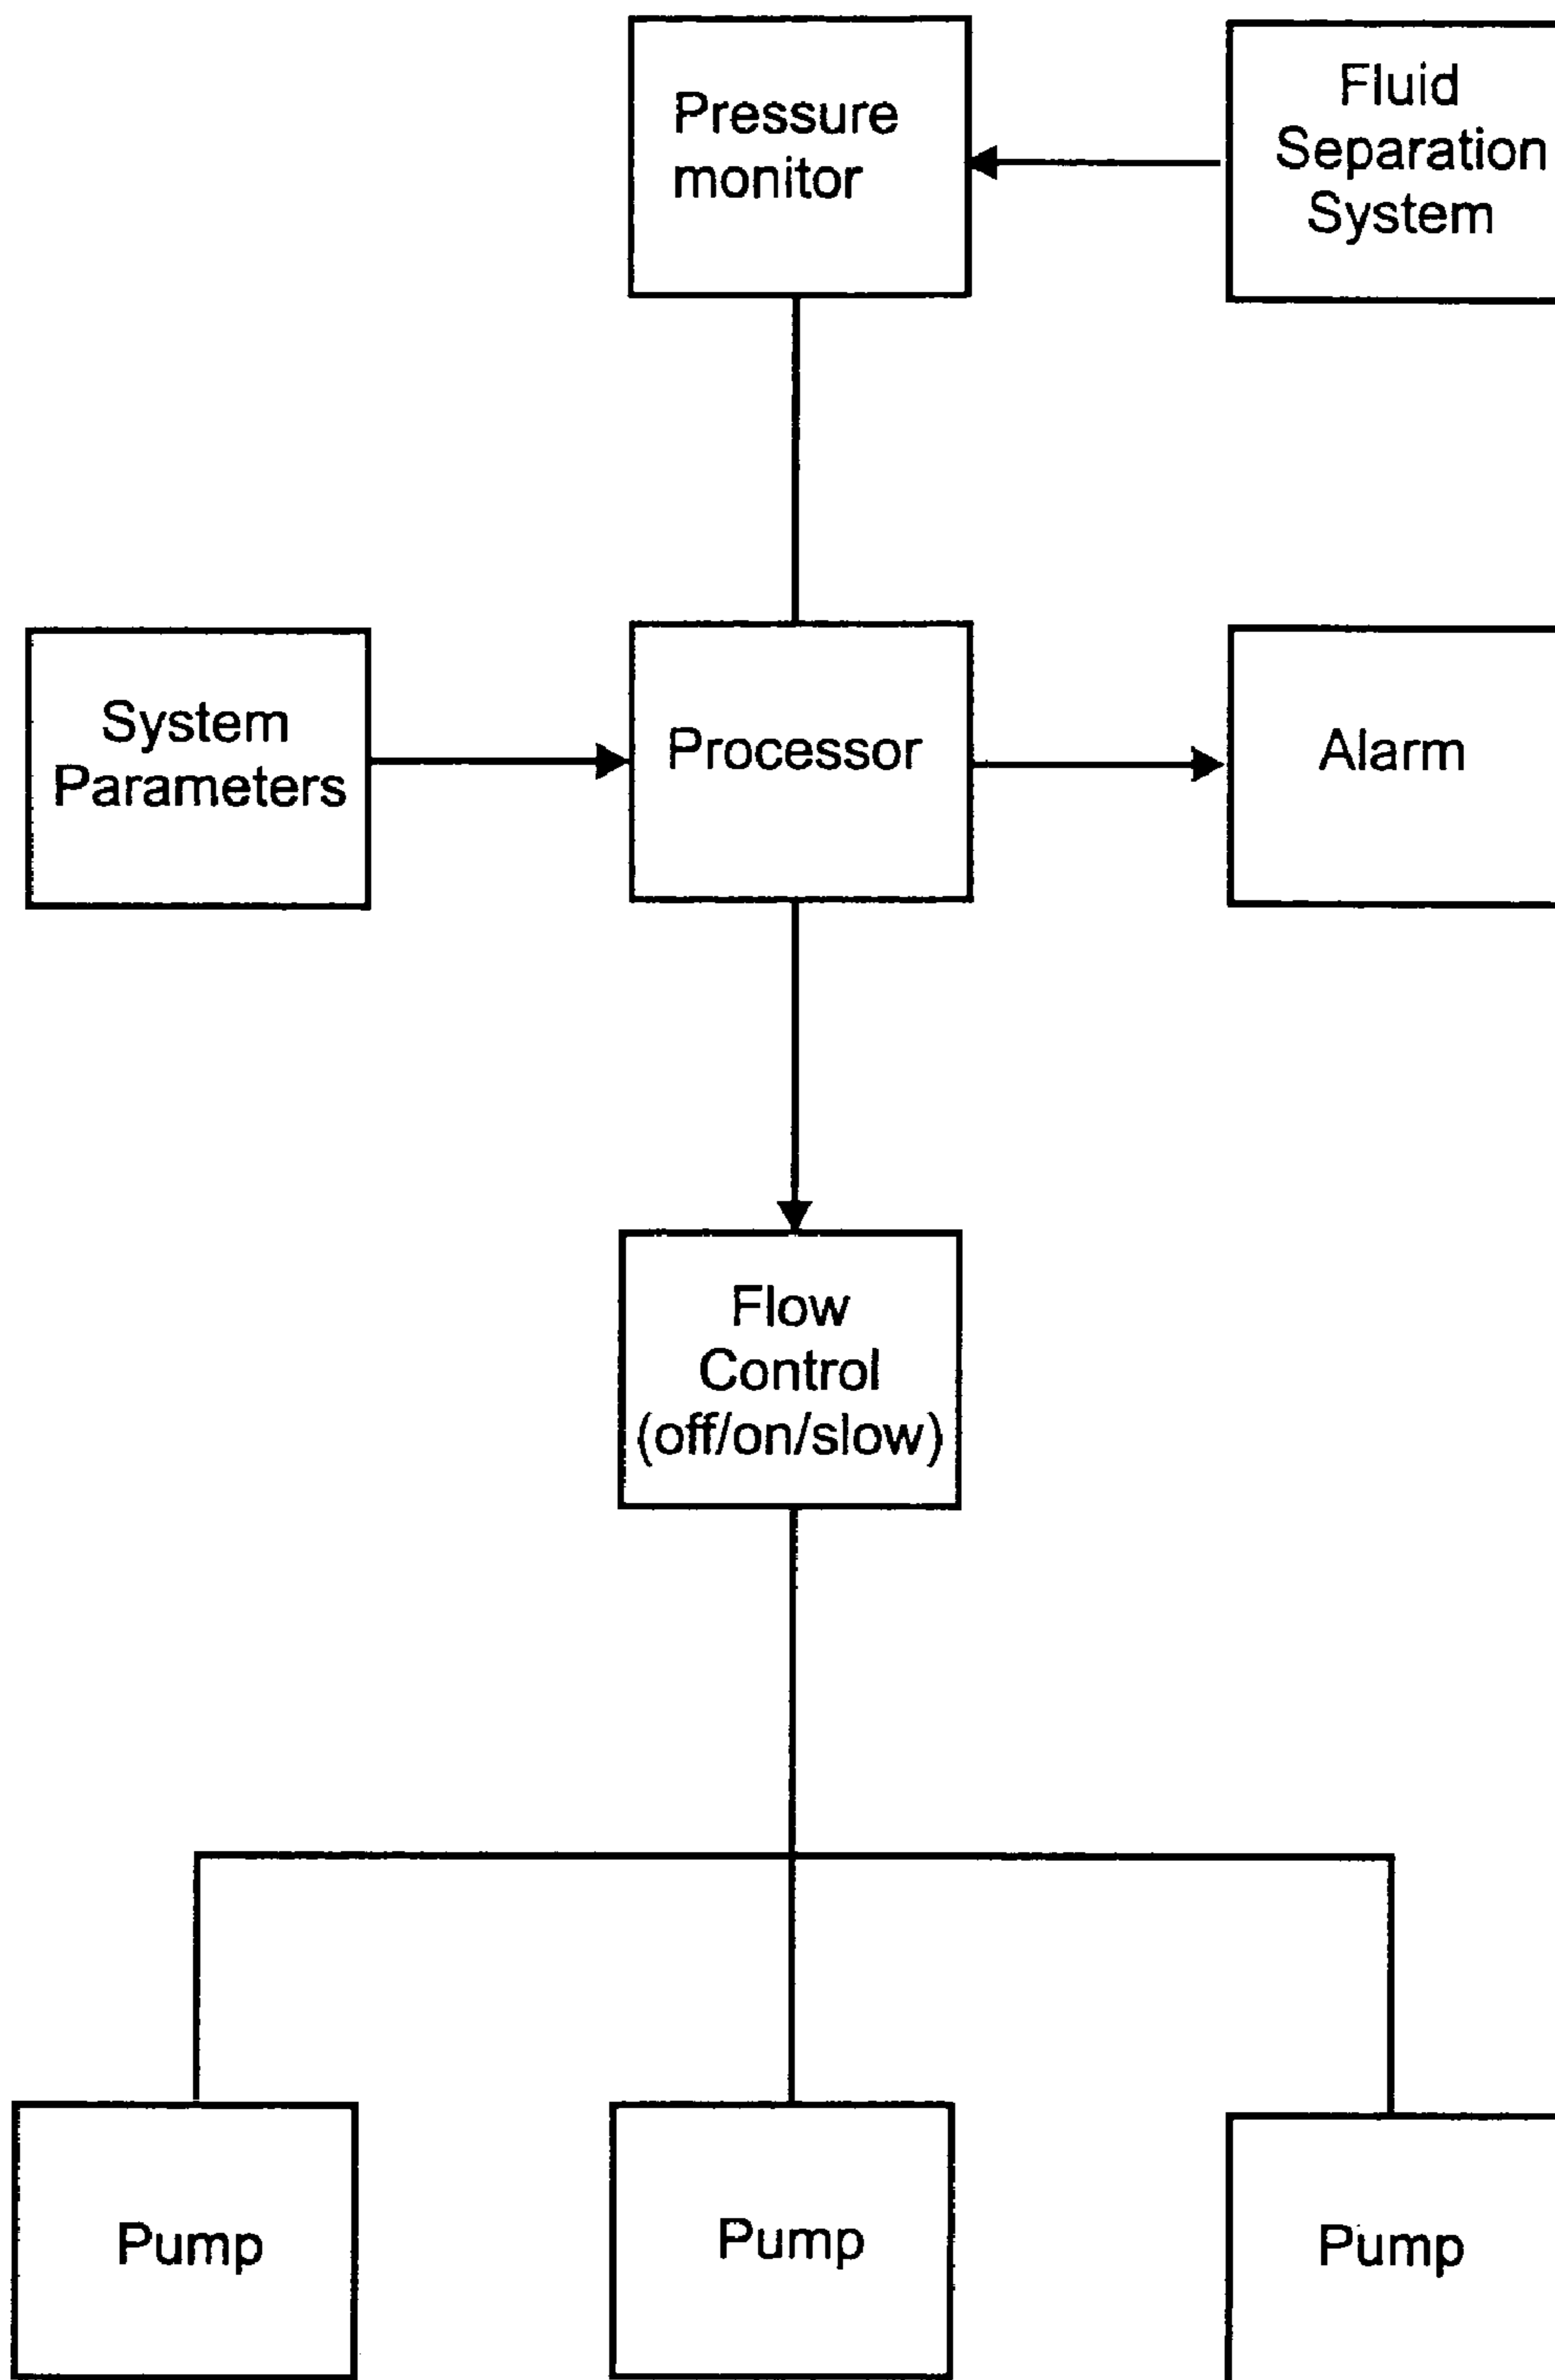 Pressure
monitor
Fluid
Separation
System
System
Parameters
Processor
Alarm
Flow
Control
(off/on/slow)
Pump
Pump
Pump